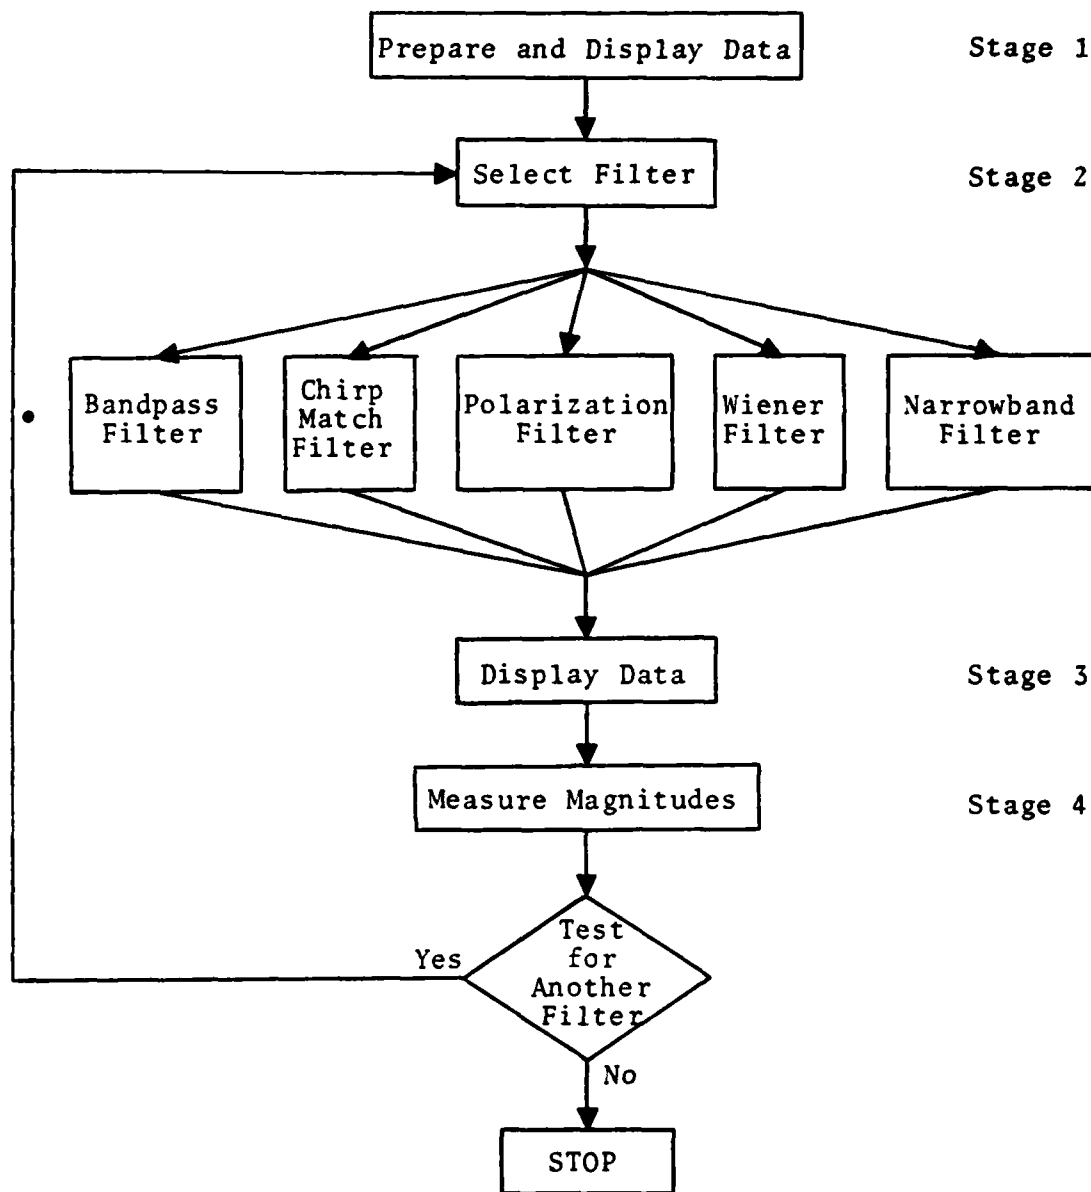 Prepare and Display Data
Stage 1
Select Filter
Stage 2
Bandpass
Filter
Chirp
Match
Filter
Polarization
Filter
Wiener
Filter
Narrowband
Filter
Display Data
Stage 3
Measure Magnitudes
Stage 4
Test
for
Another
Filter
Yes
No
STOP